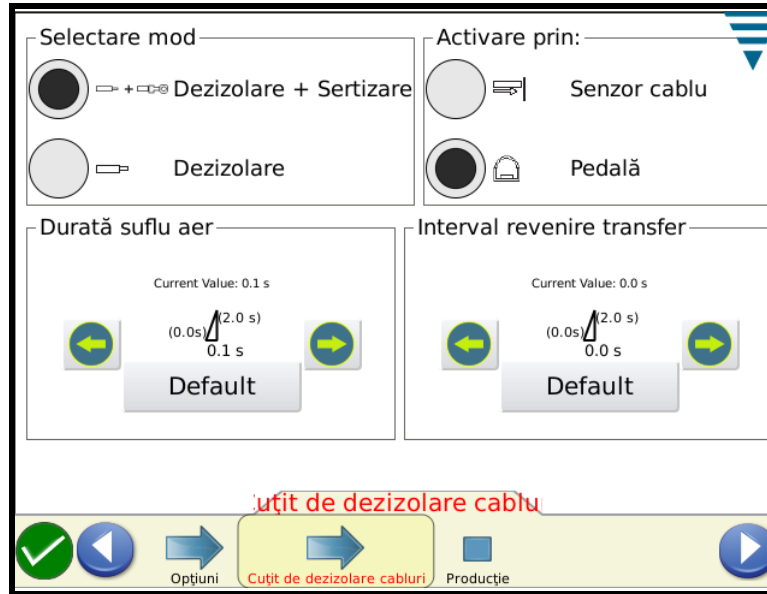 Selectare mod
Dezizolare + Sertizare
Dezizolare
Activare prin:
Senzor cablu
Pedală
Durată suflu aer
Current Value: 0.1 s
(0.0s) (2.0 s)
0.1 s
Default
Interval revenire transfer
Current Value: 0.0 s
(0.0s) (2.0 s)
0.0 s
Default
uțit de dezizolare cablu
Opțiuni
Cuțit de dezizolare cabluri
Producție